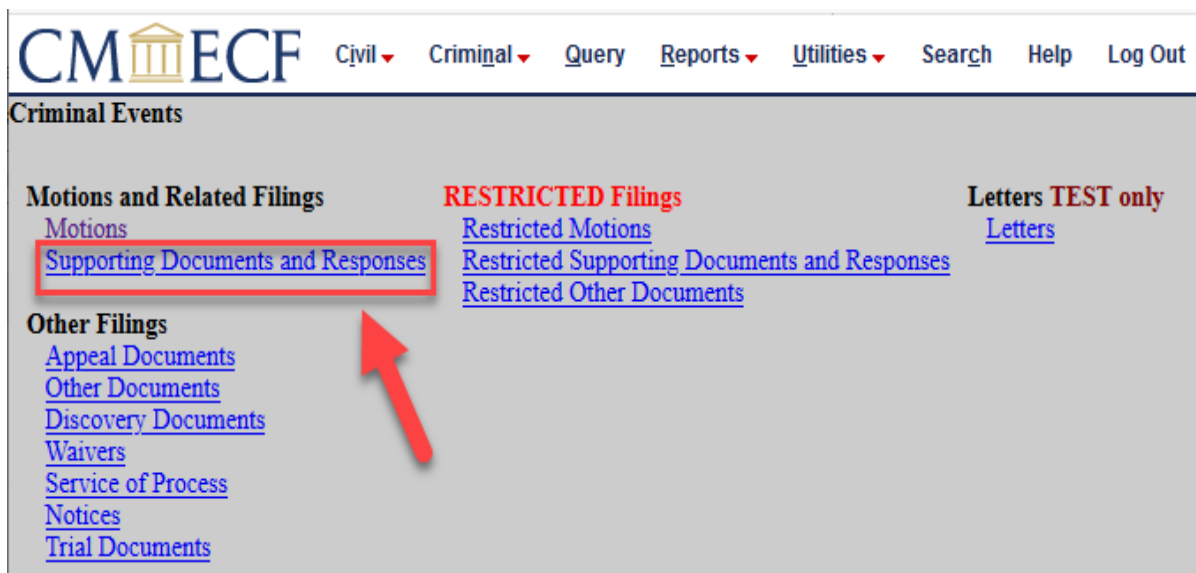 CM ECF Civil Criminal Query Reports Utilities Search Help Log Out
Criminal Events
Motions and Related Filings
Motions
Supporting Documents and Responses
Other Filings
Appeal Documents
Other Documents
Discovery Documents
Waivers
Service of Process
Notices
Trial Documents
RESTRICTED Filings
Restricted Motions
Restricted Supporting Documents and Responses
Restricted Other Documents
Letters TEST only
Letters